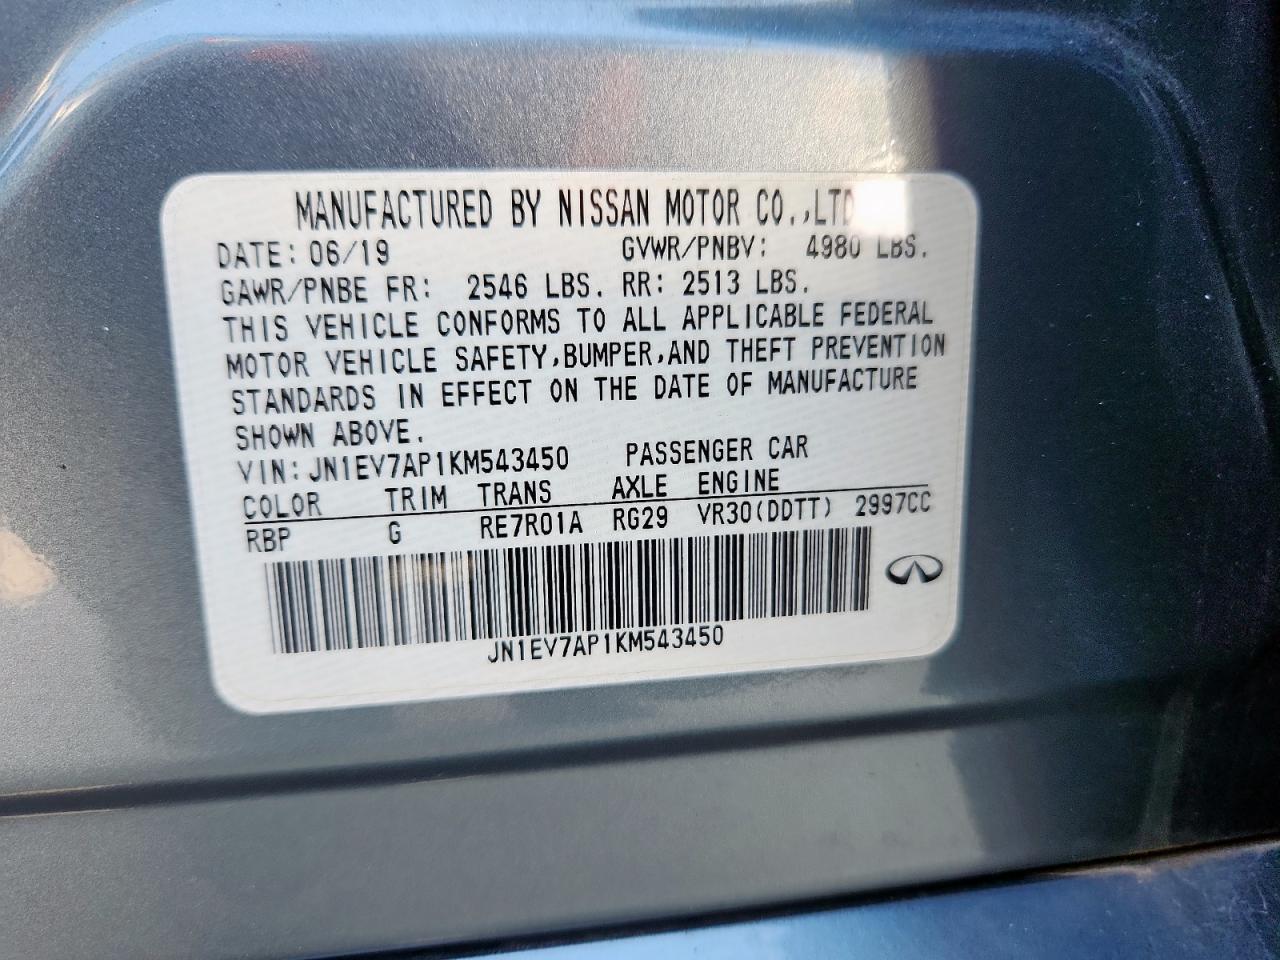 MANUFACTURED BY NISSAN MOTOR CO.,LTD
DATE: 06/19 GVWR/PNBV: 4980 LBS.
GAWR/PNBE FR: 2546 LBS. RR: 2513 LBS.
THIS VEHICLE CONFORMS TO ALL APPLICABLE FEDERAL
MOTOR VEHICLE SAFETY,BUMPER,AND THEFT PREVENTION
STANDARDS IN EFFECT ON THE DATE OF MANUFACTURE
SHOWN ABOVE.
VIN: JN1EV7AP1KM543450 PASSENGER CAR
COLOR TRIM TRANS AXLE ENGINE
RBP G RE7R01A RG29 VR30(DDTT) 2997CC
JN1EV7AP1KM543450